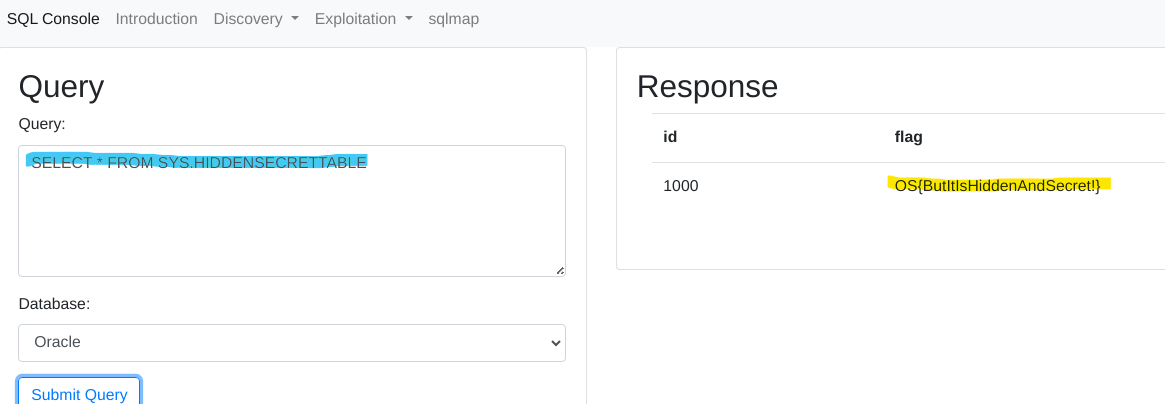 SQL Console Introduction Discovery Exploitation sqlmap
Query
Query:
SELECT * FROM SYS.HIDDENSECRETTABLE
Database:
Oracle
Submit Query
Response
id flag
1000 OS{ButItIsHiddenAndSecret!}